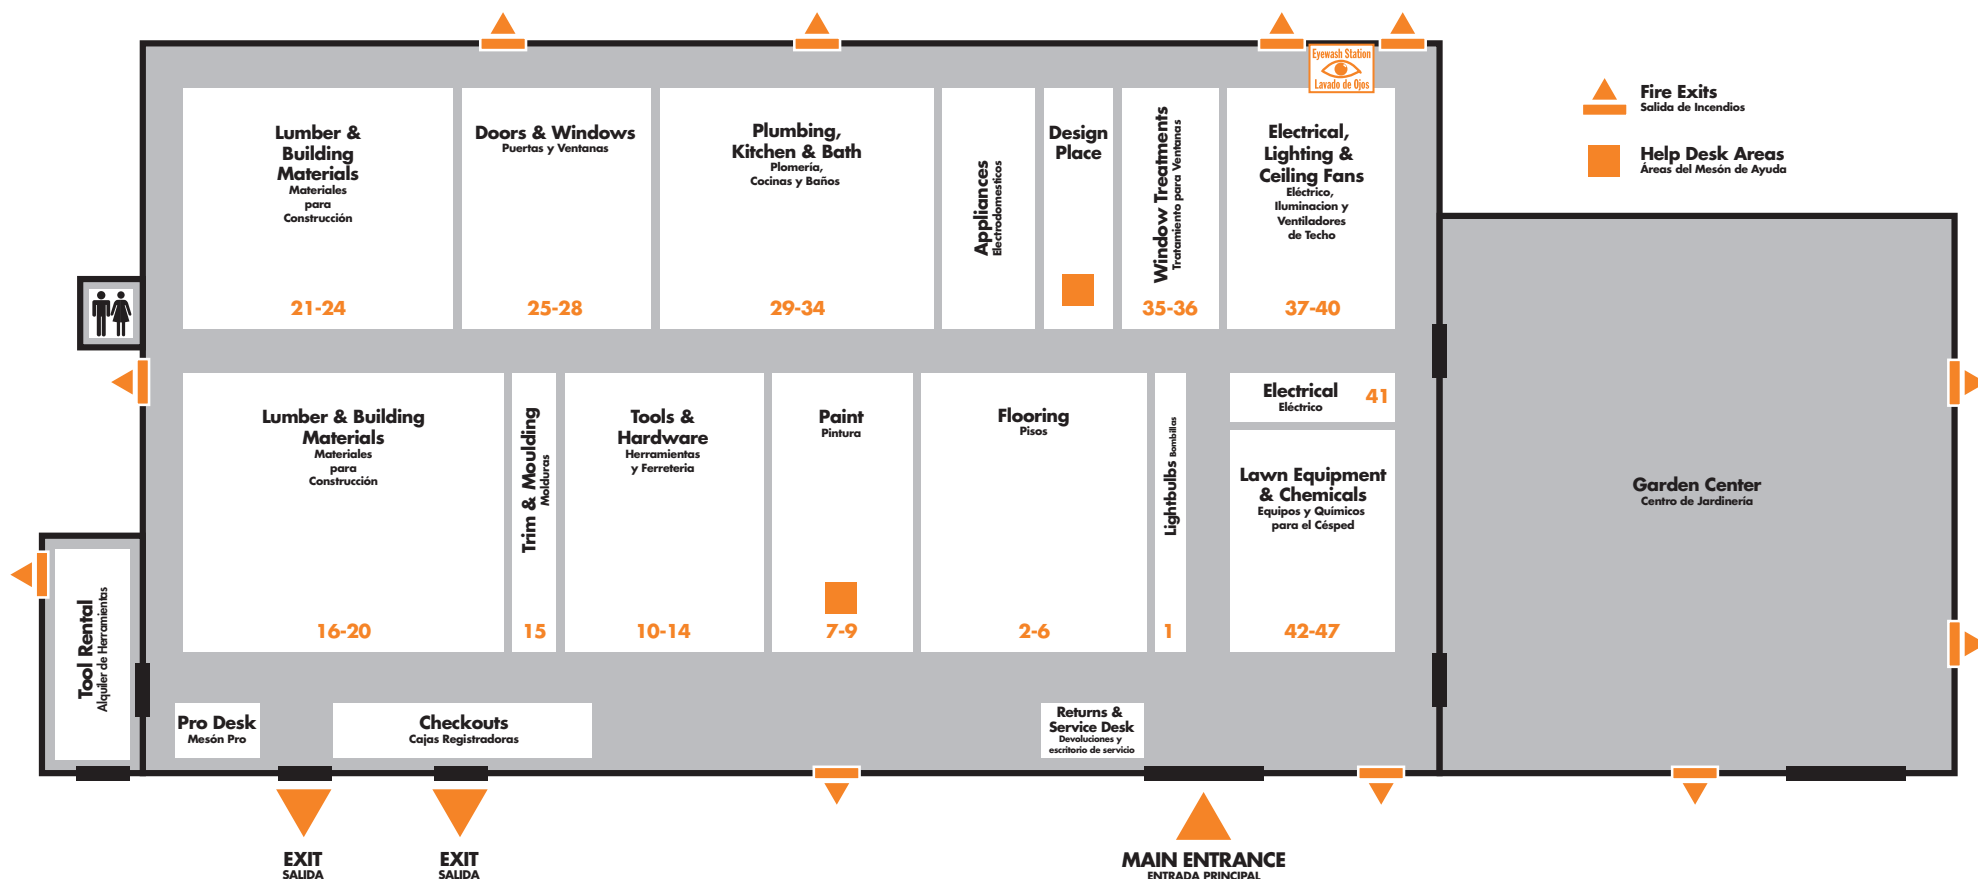 Eyewash Station
Lavado de Ojos
Fire Exits
Salida de Incendios
Help Desk Areas
Áreas del Mesón de Ayuda
Lumber &
Building
Materials
Materiales
para
Construcción
21-24
Doors & Windows
Puertas y Ventanas
25-28
Plumbing,
Kitchen & Bath
Plomería,
Cocinas y Baños
29-34
Appliances
Electrodomesticos
Design
Place
Window Treatments
Tratamiento para Ventanas
35-36
Electrical,
Lighting &
Ceiling Fans
Eléctrico,
Iluminacion y
Ventiladores
de Techo
37-40
Lumber & Building
Materials
Materiales
para
Construcción
16-20
Trim & Moulding
Molduras
15
Tools &
Hardware
Herramientas
y Ferreteria
10-14
Paint
Pintura
7-9
Flooring
Pisos
2-6
Lightbulbs Bombillas
1
Electrical
Eléctrico
41
Lawn Equipment
& Chemicals
Equipos y Químicos
para el Césped
42-47
Garden Center
Centro de Jardinería
Tool Rental
Alquiler de Herramientas
Pro Desk
Mesón Pro
Checkouts
Cajas Registradoras
Returns &
Service Desk
Devoluciones y
escritorio de servicio
EXIT
SALIDA
EXIT
SALIDA
MAIN ENTRANCE
ENTRADA PRINCIPAL